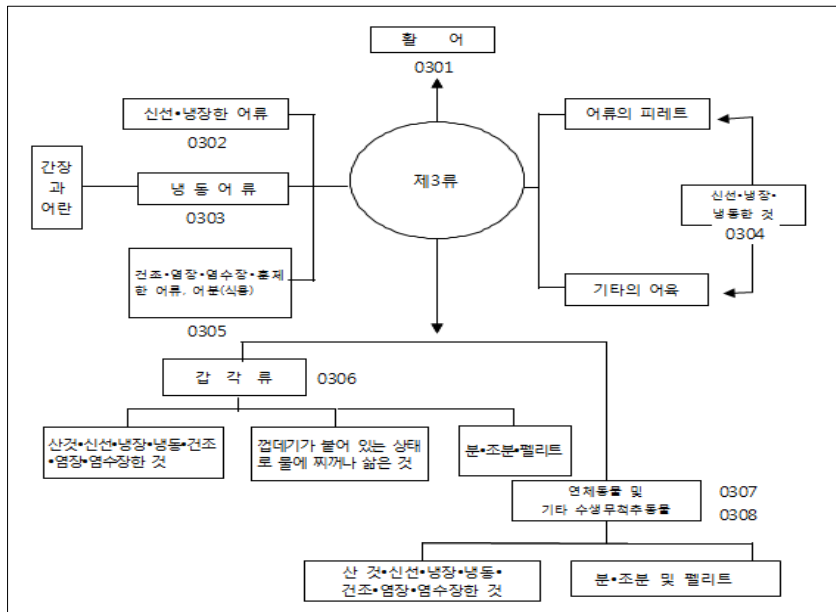 활 어
0301
신선•냉장한 어류
0302
어류의 피레트
간장
과
어란
냉 동 어 류
0303
제3류
신선•냉장•
냉동한 것
0304
건조•염장•염수장•훈제
한 어류, 어분(식용)
0305
기타의 어육
갑 각 류
0306
산것•신선•냉장•냉동•건조
•염장•염수장한 것
껍데기가 붙어 있는 상태
로 물에 찌꺼나 삶은 것
분•조분•펠리트
연체동물 및
기타 수생무척추동물
0307
0308
산 것•신선•냉장•냉동•
건조•염장•염수장한 것
분•조분 및 펠리트